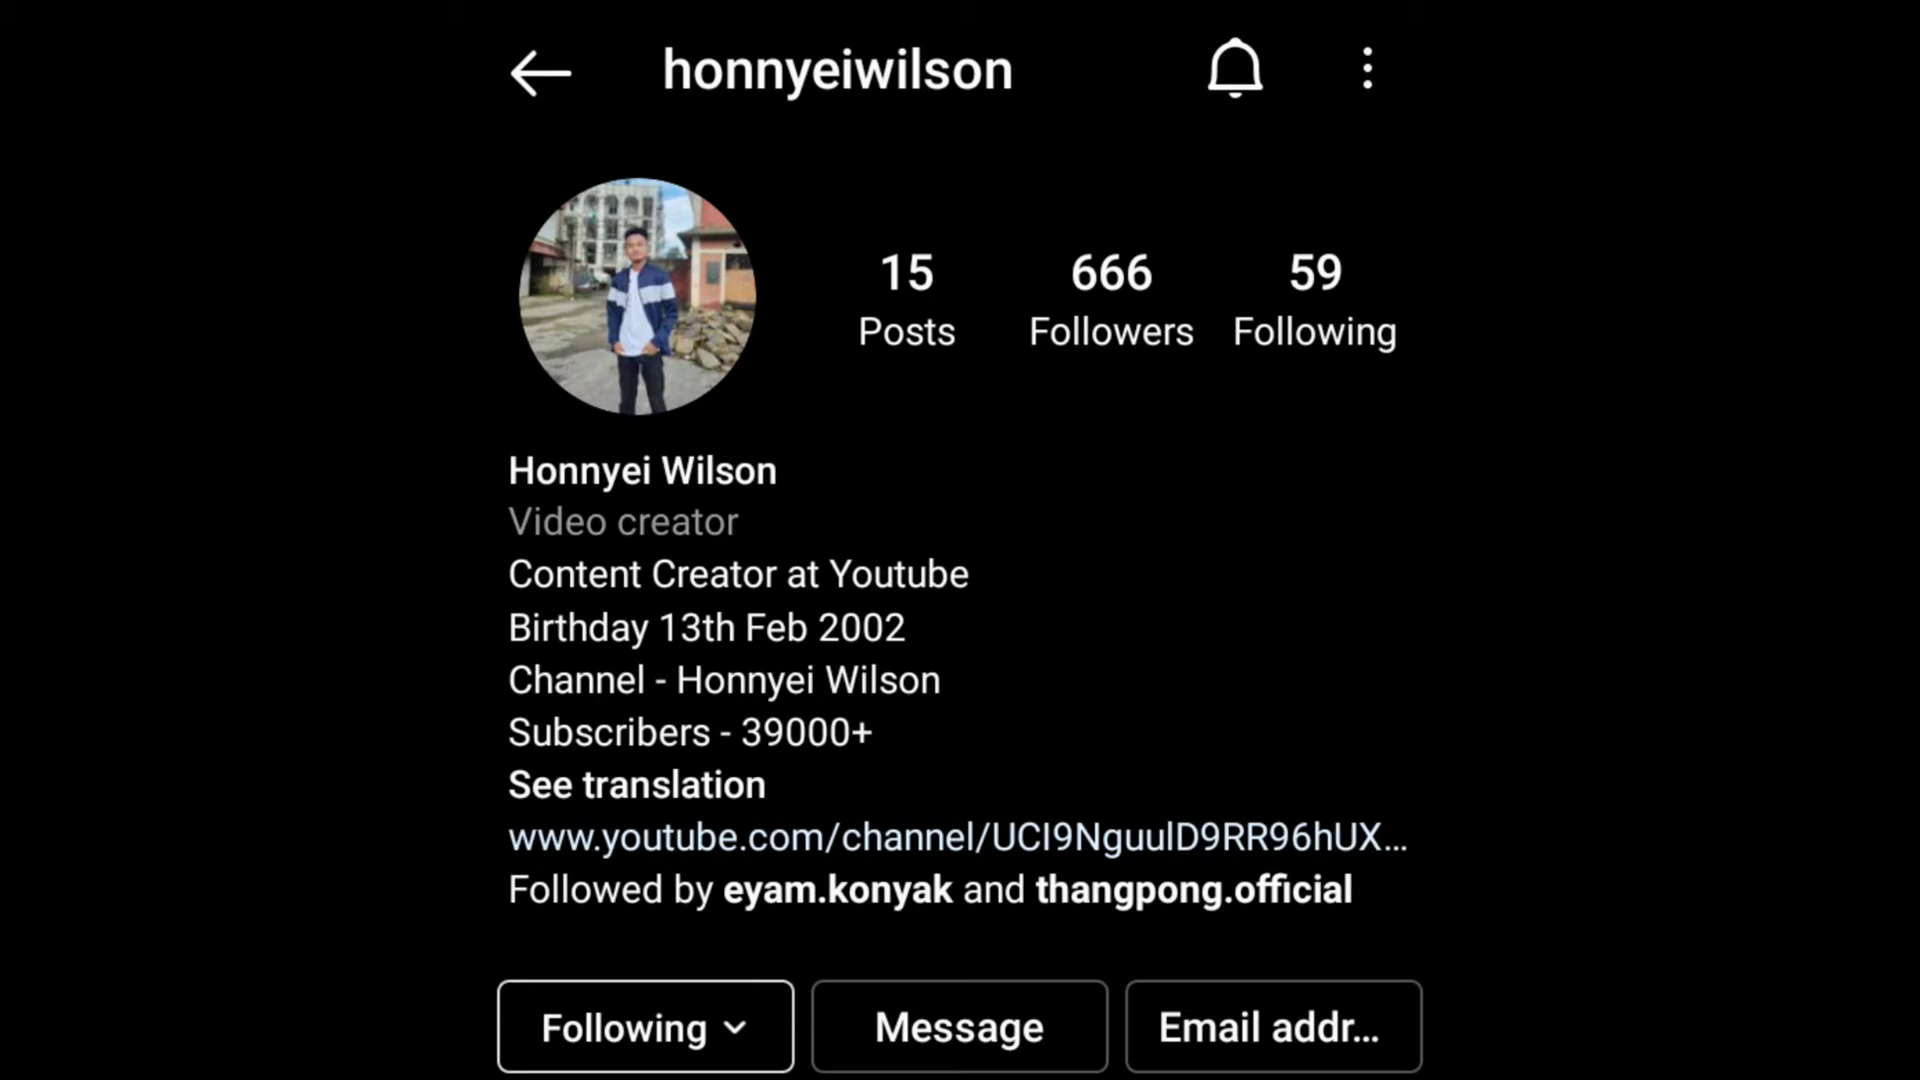 honnyeiwilson
15 666 59
Posts Followers Following
Honnyei Wilson
Video creator
Content Creator at Youtube
Birthday 13th Feb 2002
Channel - Honnyei Wilson
Subscribers - 39000+
See translation
www.youtube.com/channel/UCI9NguulD9RR96hUX...
Followed by eyam.konyak and thangpong.official
Following Message Email addr...